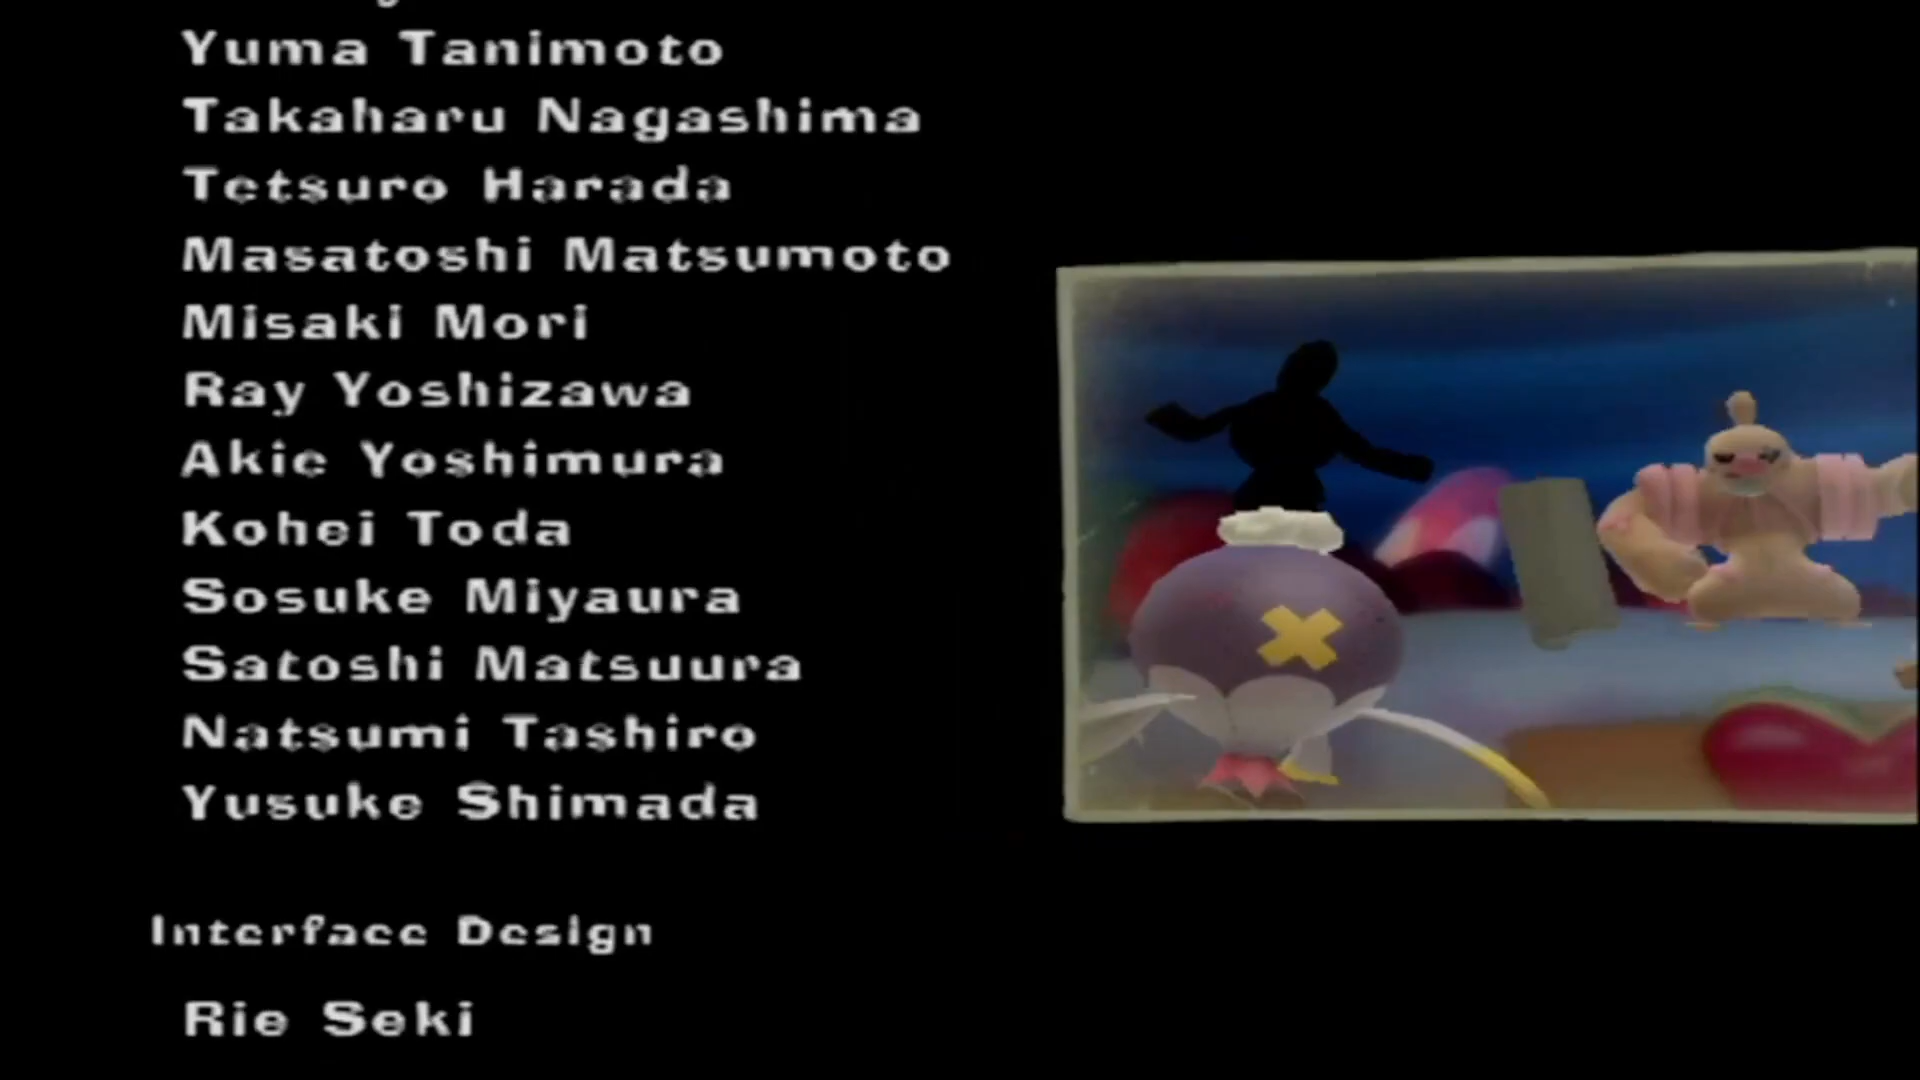 Yuma Tanimoto
Takaharu Nagashima
Tetsuro Harada
Masatoshi Matsumoto
Misaki Mori
Ray Yoshizawa
Akie Yoshimura
Kohei Toda
Sosuke Miyaura
Satoshi Matsuura
Natsumi Tashiro
Yusuke Shimada
Interface Design
Rie Seki